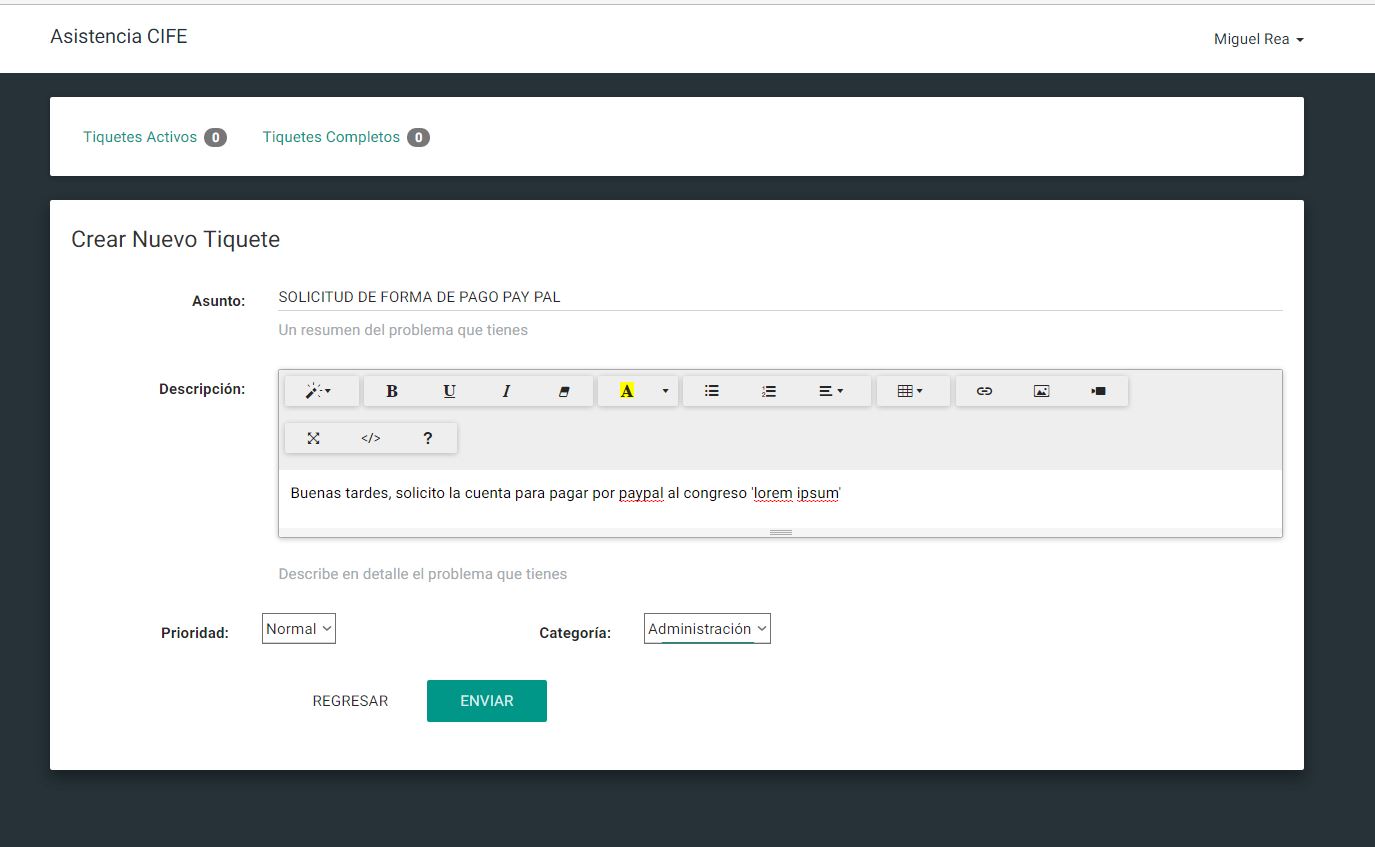 Asistencia CIFE
Miguel Rea
Tiquetes Activos 0 Tiquetes Completos 0
Crear Nuevo Tiquete
Asunto: SOLICITUD DE FORMA DE PAGO PAY PAL
Un resumen del problema que tienes
Descripción:
B U I A
</> ?
Buenas tardes, solicito la cuenta para pagar por paypal al congreso 'lorem ipsum'
Describe en detalle el problema que tienes
Prioridad: Normal Categoría: Administración
REGRESAR ENVIAR